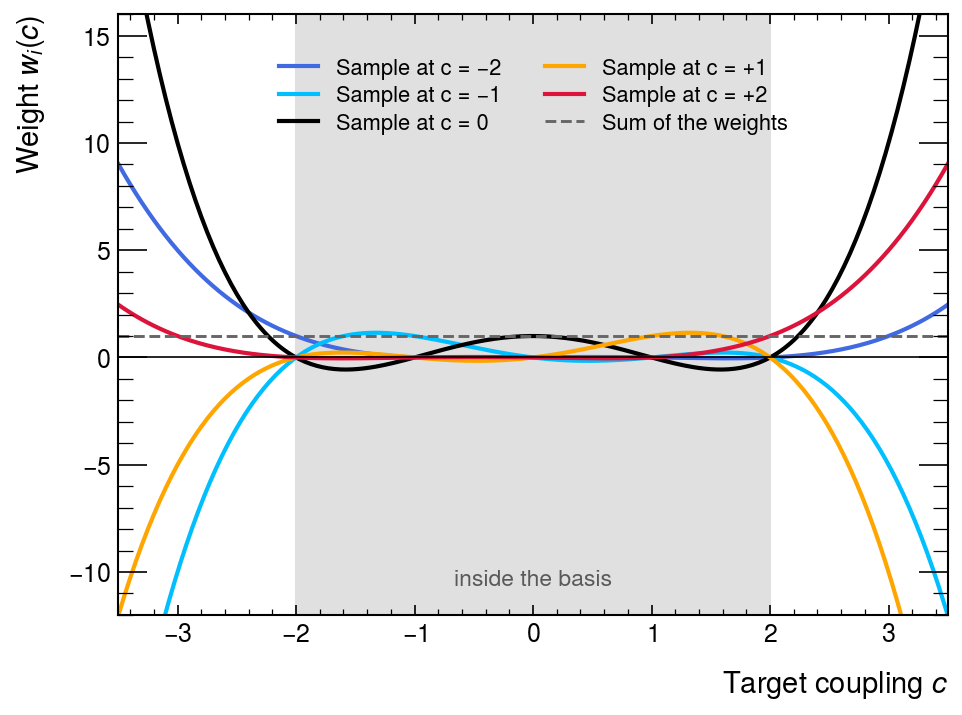 Weight wᵢ(c)
15
10
5
0
−5
−10
Sample at c = −2
Sample at c = −1
Sample at c = 0
Sample at c = +1
Sample at c = +2
Sum of the weights
inside the basis
−3 −2 −1 0 1 2 3
Target coupling c